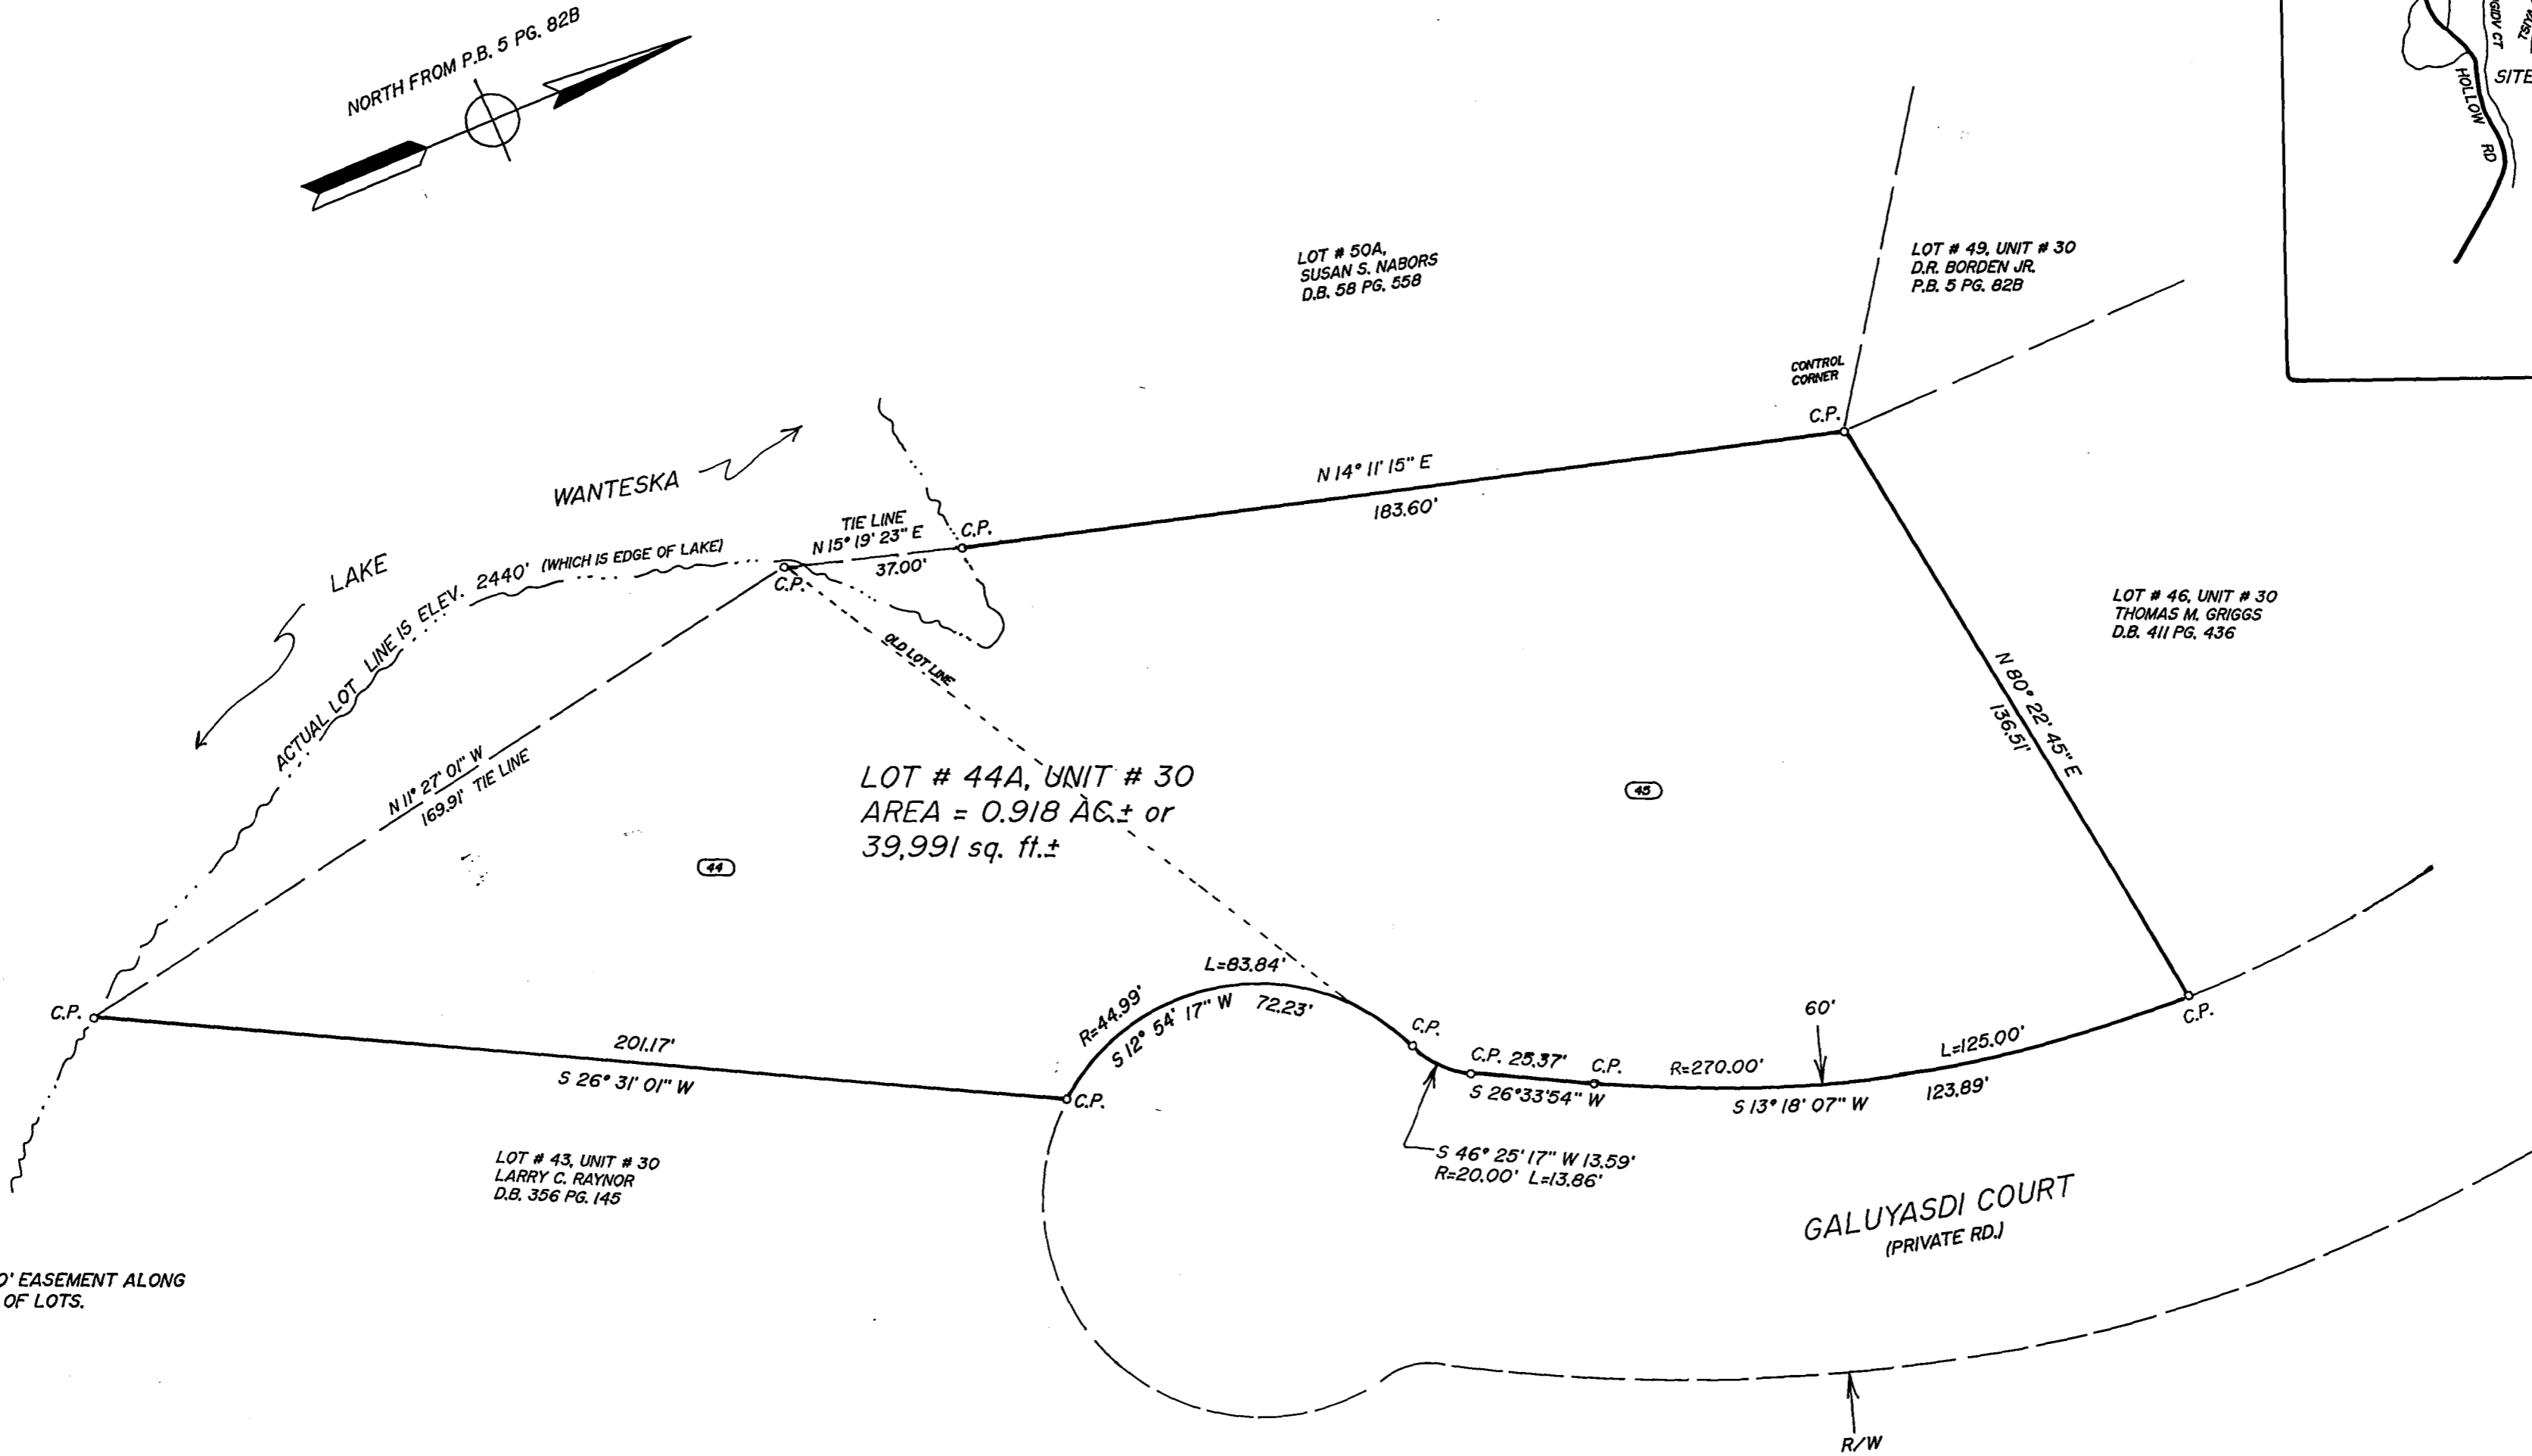 NORTH FROM P.B. 5 PG. 82B
HOLLOW
RD
SITE
LOT # 50A,
SUSAN S. NABORS
D.B. 58 PG. 558
LOT # 49, UNIT # 30
D.R. BORDEN JR.
P.B. 5 PG. 82B
CONTROL
CORNER
C.P.
N 14° 11' 15" E
183.60'
WANTESKA
LAKE
TIE LINE
N 15° 19' 23" E
37.00'
C.P.
C.P.
ACTUAL LOT LINE IS ELEV. 2440' (WHICH IS EDGE OF LAKE)
OLD LOT LINE
N 11° 27' 01" W
169.91' TIE LINE
LOT # 46, UNIT # 30
THOMAS M. GRIGGS
D.B. 411 PG. 436
N 80° 22' 45" E
136.51'
LOT # 44A, UNIT # 30
AREA = 0.918 AC.± or
39,991 sq. ft.±
45
44
C.P.
201.17'
S 26° 31' 01" W
C.P.
L=83.84'
R=44.99'
S 12° 54' 17" W 72.23'
C.P.
C.P. 25.37' C.P.
S 26°33'54" W
R=270.00'
60'
L=125.00'
S 13° 18' 07" W
123.89'
C.P.
S 46° 25' 17" W 13.59'
R=20.00' L=13.86'
LOT # 43, UNIT # 30
LARRY C. RAYNOR
D.B. 356 PG. 145
GALUYASDI COURT
(PRIVATE RD.)
' EASEMENT ALONG
OF LOTS.
R/W